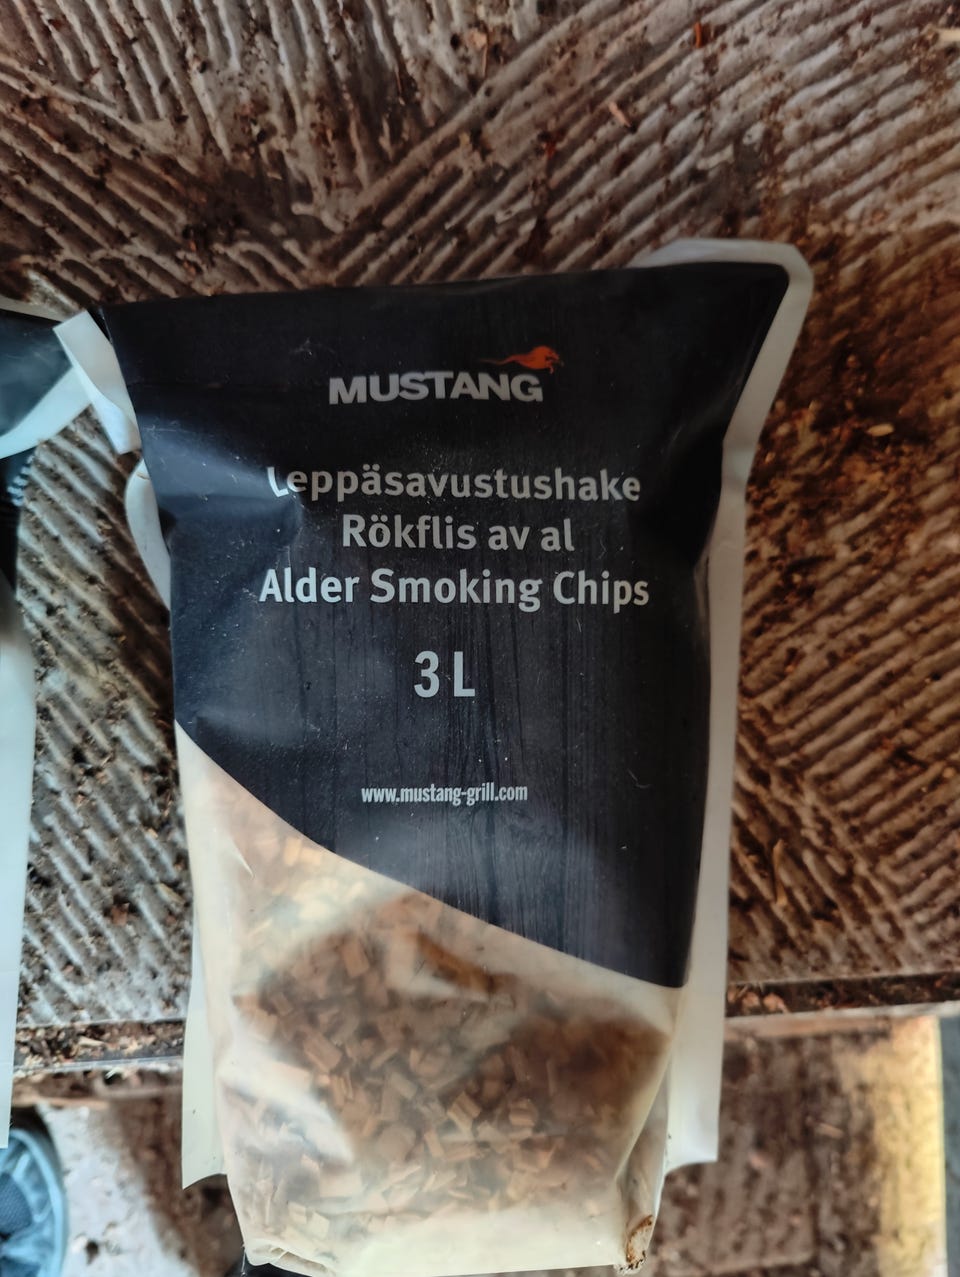 MUSTANG
Leppäsavustushake
Rökflis av al
Alder Smoking Chips
3 L
www.mustang-grill.com